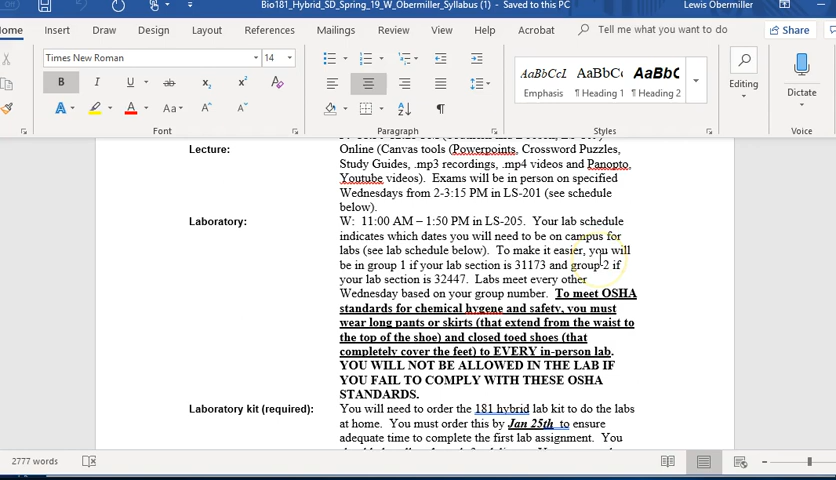 Bio181_Hybrid_SD_Spring_19_W_Obermiller_Syllabus (1) - Saved to this PC
Lewis Obermiller
Home Insert Draw Design Layout References Mailings Review View Help Acrobat Tell me what you want to do Share
Times New Roman 14
AaBbCcI AaBbCc AaBbC
Emphasis ¶ Heading 1 ¶ Heading 2
Editing
Dictate
B I U ab x₂ x²
A A Aa A A
Font Paragraph Styles Voice
Lecture: Online (Canvas tools (Powerpoints, Crossword Puzzles,
Study Guides, .mp3 recordings, .mp4 videos and Panopto,
Youtube videos). Exams will be in person on specified
Wednesdays from 2-3:15 PM in LS-201 (see schedule
below).
Laboratory: W: 11:00 AM – 1:50 PM in LS-205. Your lab schedule
indicates which dates you will need to be on campus for
labs (see lab schedule below). To make it easier, you will
be in group 1 if your lab section is 31173 and group 2 if
your lab section is 32447. Labs meet every other
Wednesday based on your group number. To meet OSHA
standards for chemical hygene and safety, you must
wear long pants or skirts (that extend from the waist to
the top of the shoe) and closed toed shoes (that
completely cover the feet) to EVERY in-person lab.
YOU WILL NOT BE ALLOWED IN THE LAB IF
YOU FAIL TO COMPLY WITH THESE OSHA
STANDARDS.
Laboratory kit (required): You will need to order the 181 hybrid lab kit to do the labs
at home. You must order this by Jan 25th to ensure
adequate time to complete the first lab assignment. You
2777 words